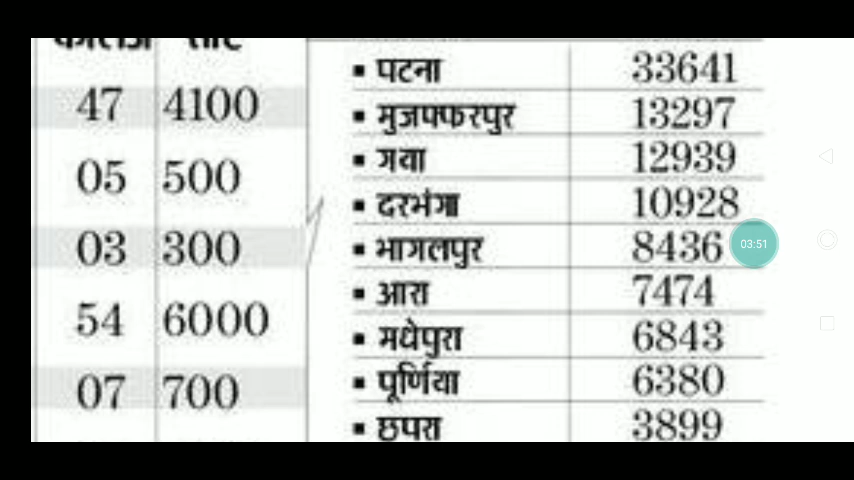 कॉलेज सीट
47 4100
05 500
03 300
54 6000
07 700
▪ पटना 33641
▪ मुजफ्फरपुर 13297
▪ गया 12939
▪ दरभंगा 10928
▪ भागलपुर 8436
03:51
▪ आरा 7474
▪ मधेपुरा 6843
▪ पूर्णिया 6380
▪ छपरा 3899